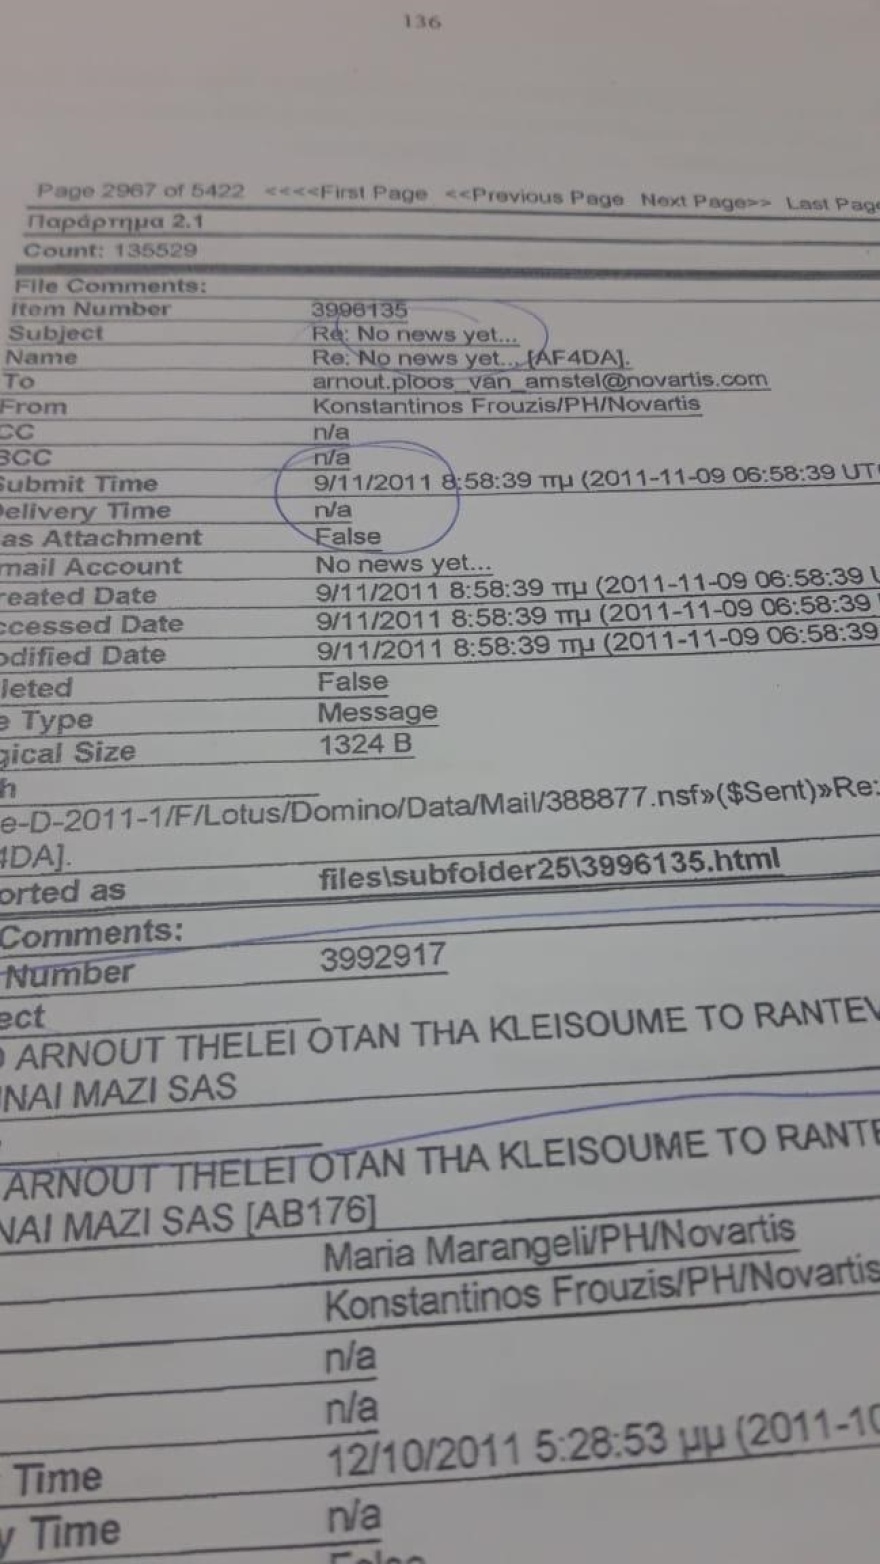 136
Page 2967 of 5422 <<<<First Page <<Previous Page Next Page>> Last Page
Παράρτημα 2.1
Count: 135529
File Comments:
Item Number 3996135
Subject Re: No news yet...
Name Re: No news yet... [AF4DA].
To arnout.ploos_van_amstel@novartis.com
From Konstantinos Frouzis/PH/Novartis
CC n/a
BCC n/a
Submit Time 9/11/2011 8:58:39 πμ (2011-11-09 06:58:39 UT
Delivery Time n/a
as Attachment False
mail Account No news yet...
reated Date 9/11/2011 8:58:39 πμ (2011-11-09 06:58:39 U
ccessed Date 9/11/2011 8:58:39 πμ (2011-11-09 06:58:39
odified Date 9/11/2011 8:58:39 πμ (2011-11-09 06:58:39
leted False
e Type Message
gical Size 1324 B
h
e-D-2011-1/F/Lotus/Domino/Data/Mail/388877.nsf»($Sent)»Re:
4DA].
orted as files\subfolder25\3996135.html
Comments:
Number 3992917
ect
O ARNOUT THELEI OTAN THA KLEISOUME TO RANTEV
NAI MAZI SAS
ARNOUT THELEI OTAN THA KLEISOUME TO RANTE
NAI MAZI SAS [AB176]
Maria Marangeli/PH/Novartis
Konstantinos Frouzis/PH/Novartis
n/a
n/a
Time 12/10/2011 5:28:53 μμ (2011-10
y Time n/a
False